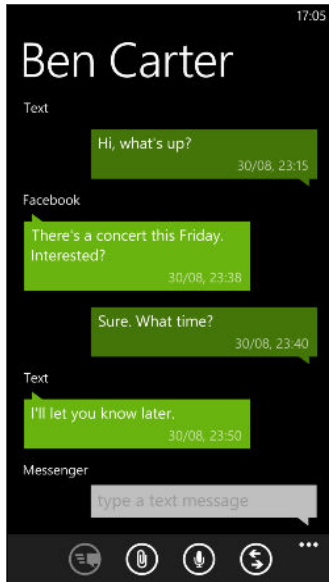 17:05
Ben Carter
Text
Hi, what's up?
30/08, 23:15
Facebook
There's a concert this Friday.
Interested?
30/08, 23:38
Sure. What time?
30/08, 23:40
Text
I'll let you know later.
30/08, 23:50
Messenger
type a text message